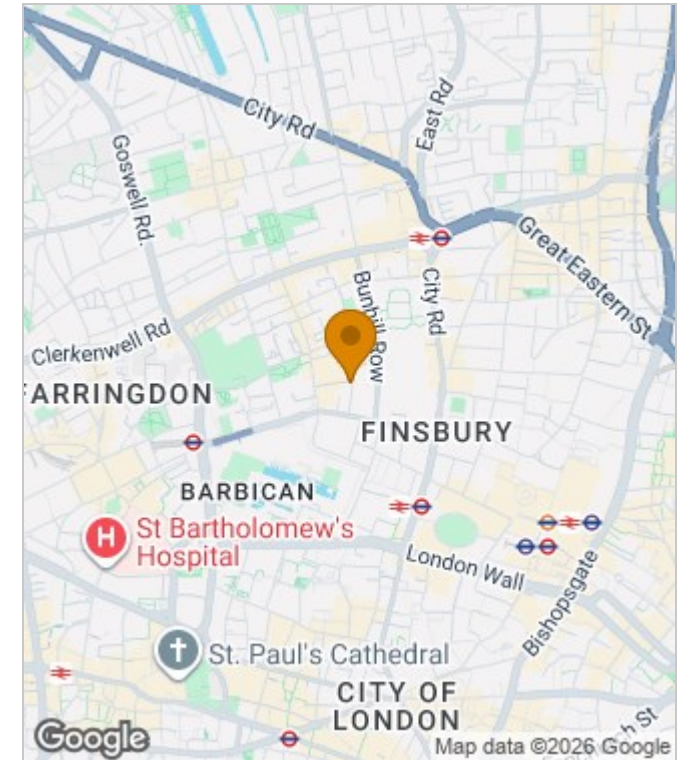 City Rd
East Rd
Goswell Rd.
Great Eastern St
Bunhill Row
City Rd
Clerkenwell Rd
FARRINGDON
FINSBURY
BARBICAN
H
St Bartholomew's
Hospital
London Wall
Bishopsgate
St. Paul's Cathedral
CITY OF
LONDON
Google
Map data ©2026 Google